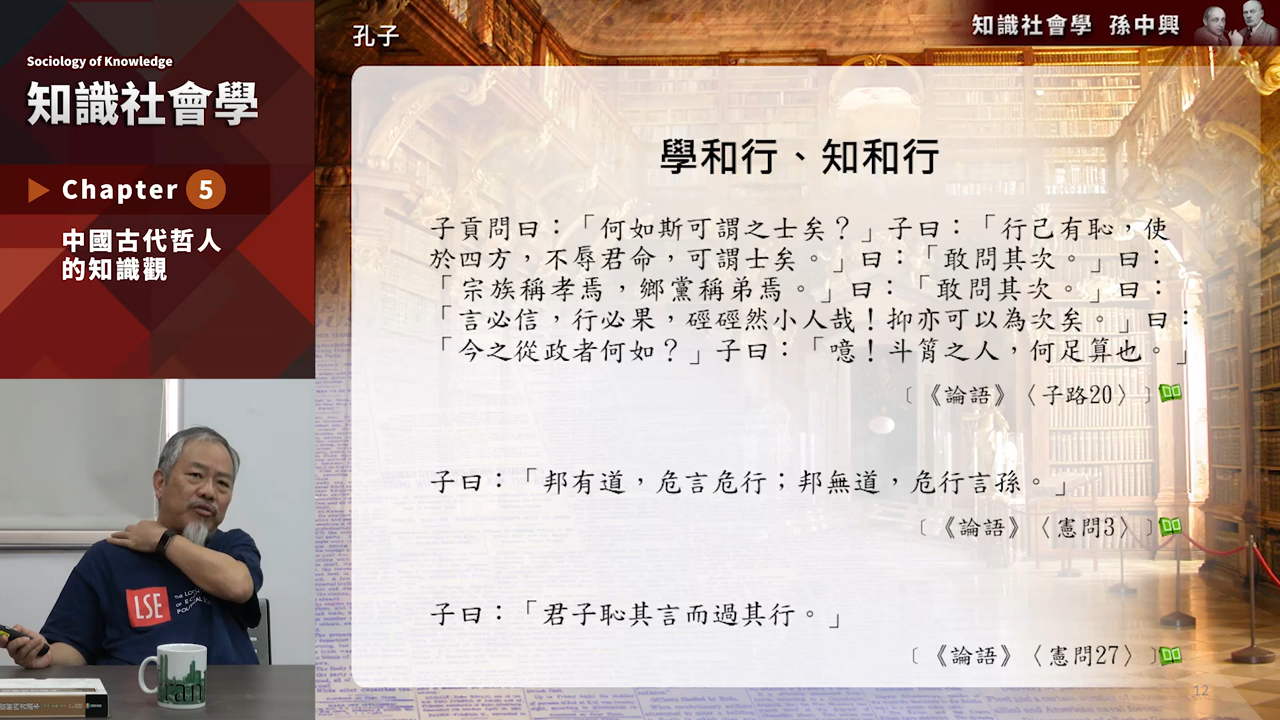 Sociology of Knowledge
知識社會學
Chapter 5
中國古代哲人
的知識觀
孔子
知識社會學 孫中興
學和行、知和行
子貢問曰：「何如斯可謂之士矣？」子曰：「行己有恥，使
於四方，不辱君命，可謂士矣。」曰：「敢問其次。」曰：
「宗族稱孝焉，鄉黨稱弟焉。」曰：「敢問其次。」曰：
「言必信，行必果，硜硜然小人哉！抑亦可以為次矣。」曰：
「今之從政者何如？」子曰：「噫！斗筲之人，何足算也。」
〔《論語》〈子路20〉〕
子曰：「邦有道，危言危行；邦無道，危行言孫。」
〔《論語》〈憲問3〉〕
子曰：「君子恥其言而過其行。」
〔《論語》〈憲問27〉〕
12
LSE